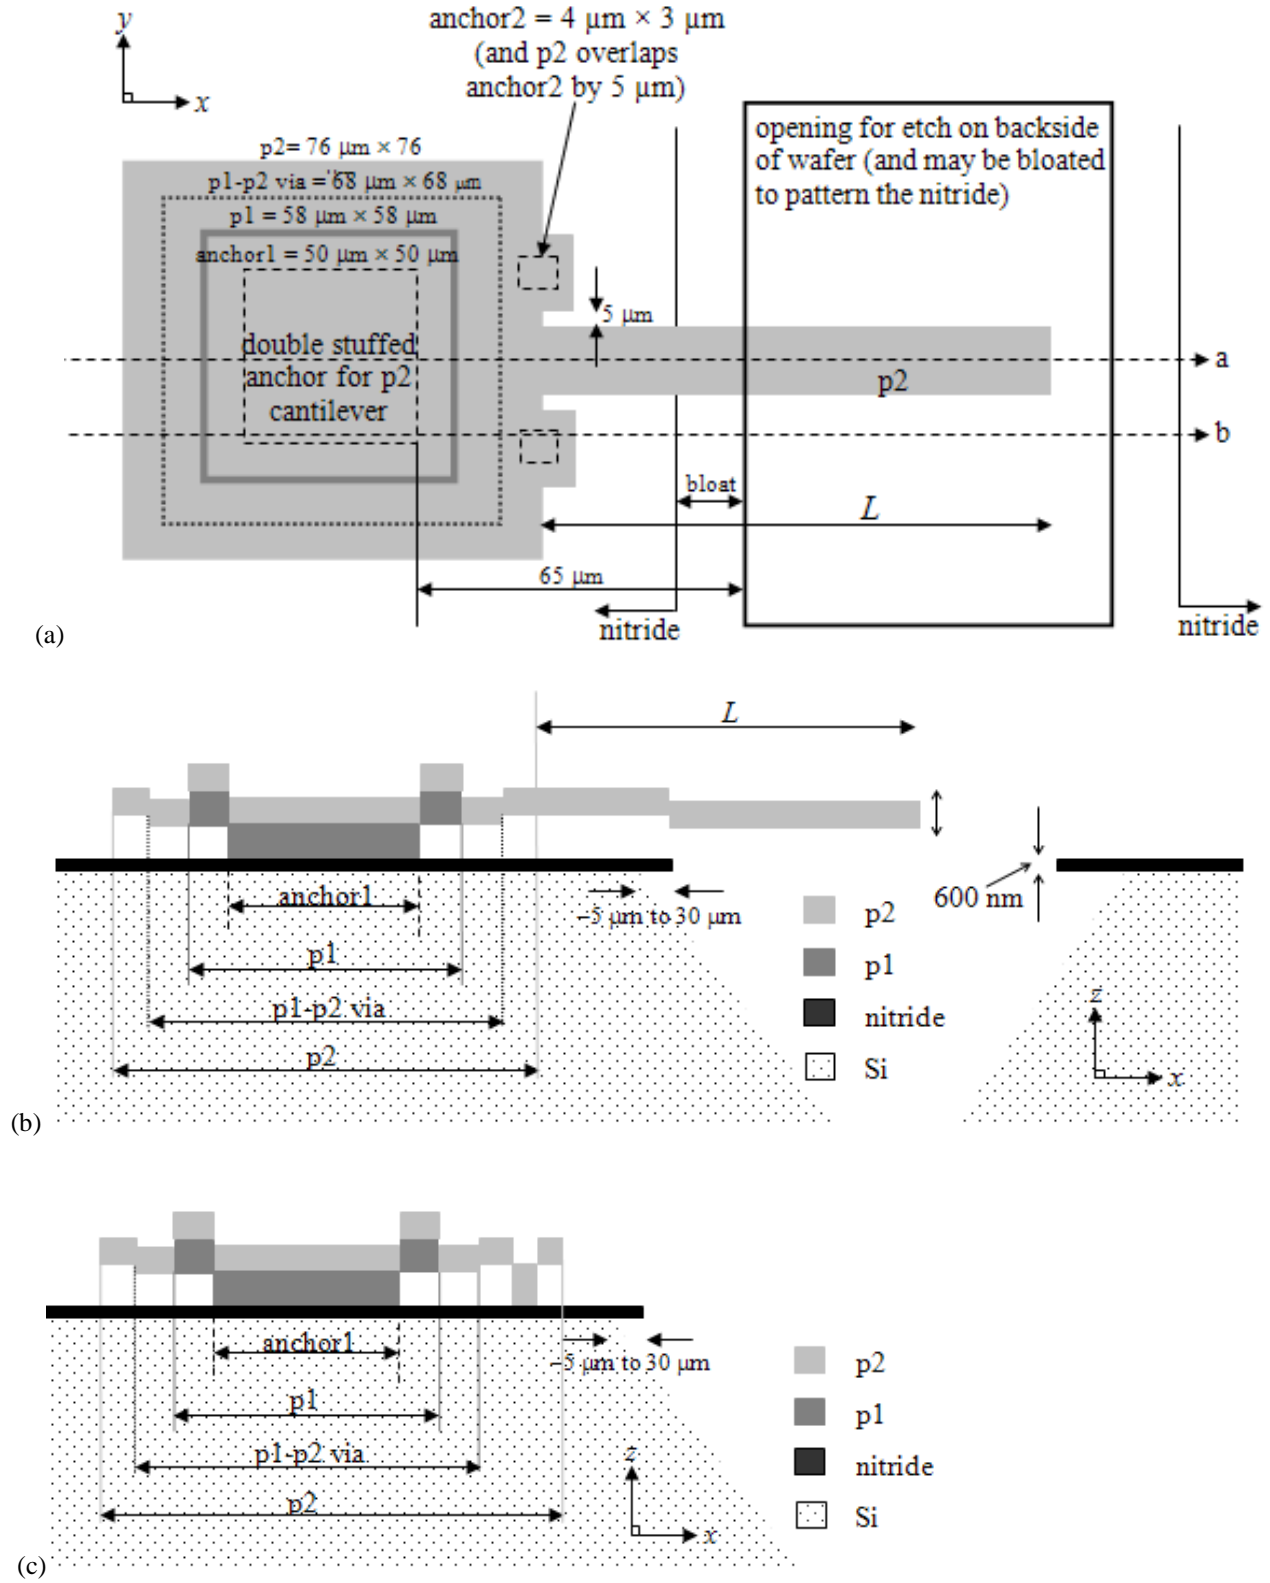 y
x
anchor2 = 4 μm × 3 μm
(and p2 overlaps
anchor2 by 5 μm)
p2= 76 μm × 76
p1-p2 via = 68 μm × 68 μm
p1 = 58 μm × 58 μm
anchor1 = 50 μm × 50 μm
double stuffed
anchor for p2
cantilever
opening for etch on backside
of wafer (and may be bloated
to pattern the nitride)
5 μm
a
p2
b
bloat
L
65 μm
nitride
nitride
(a)
L
600 nm
anchor1
~5 μm to 30 μm
p1
p1-p2 via
p2
p2
p1
nitride
Si
z
x
(b)
anchor1
~5 μm to 30 μm
p1
p1-p2 via
p2
z
x
p2
p1
nitride
Si
(c)